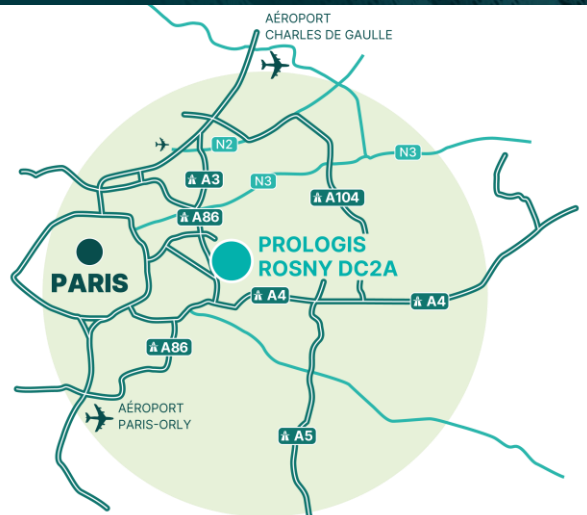 AÉROPORT
CHARLES DE GAULLE
N2
N3
A3
N3
A104
A86
PROLOGIS
ROSNY DC2A
PARIS
A4
A4
A86
AÉROPORT
PARIS-ORLY
A5